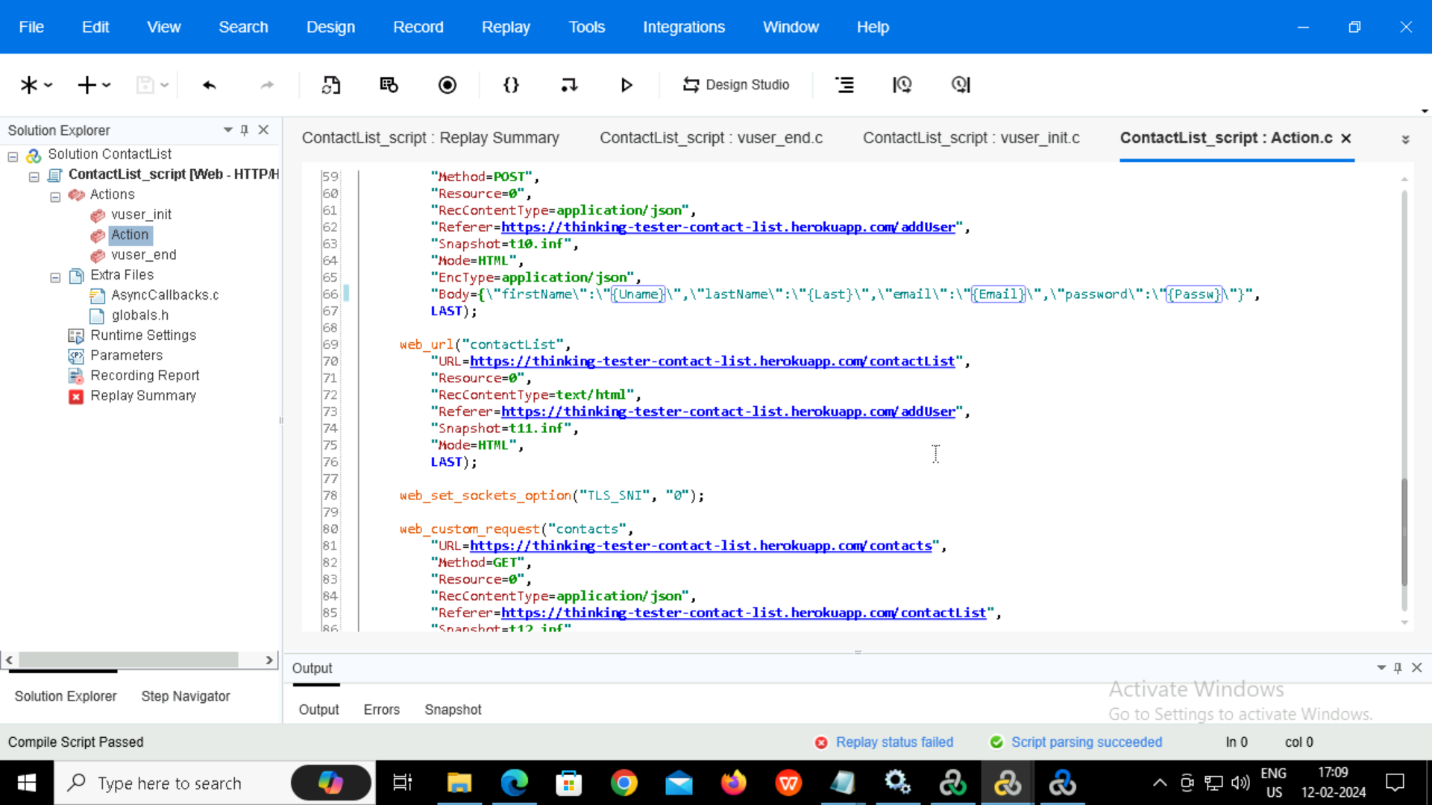 File Edit View Search Design Record Replay Tools Integrations Window Help
Design Studio
Solution Explorer
Solution ContactList
ContactList_script [Web - HTTP/H
Actions
vuser_init
Action
vuser_end
Extra Files
AsyncCallbacks.c
globals.h
Runtime Settings
Parameters
Recording Report
Replay Summary
Solution Explorer Step Navigator
ContactList_script : Replay Summary ContactList_script : vuser_end.c ContactList_script : vuser_init.c ContactList_script : Action.c
59 "Method=POST",
60 "Resource=0",
61 "RecContentType=application/json",
62 "Referer=https://thinking-tester-contact-list.herokuapp.com/addUser",
63 "Snapshot=t10.inf",
64 "Mode=HTML",
65 "EncType=application/json",
66 "Body={\"firstName\":\"{Uname}\",\"lastName\":\"{Last}\",\"email\":\"{Email}\",\"password\":\"{Passw}\"}",
67 LAST);
68
69 web_url("contactList",
70 "URL=https://thinking-tester-contact-list.herokuapp.com/contactList",
71 "Resource=0",
72 "RecContentType=text/html",
73 "Referer=https://thinking-tester-contact-list.herokuapp.com/addUser",
74 "Snapshot=t11.inf",
75 "Mode=HTML",
76 LAST);
77
78 web_set_sockets_option("TLS_SNI", "0");
79
80 web_custom_request("contacts",
81 "URL=https://thinking-tester-contact-list.herokuapp.com/contacts",
82 "Method=GET",
83 "Resource=0",
84 "RecContentType=application/json",
85 "Referer=https://thinking-tester-contact-list.herokuapp.com/contactList",
86 "Snapshot=t12.inf"
Output
Output Errors Snapshot
Activate Windows
Go to Settings to activate Windows.
Compile Script Passed Replay status failed Script parsing succeeded ln 0 col 0
Type here to search
ENG
US
17:09
12-02-2024